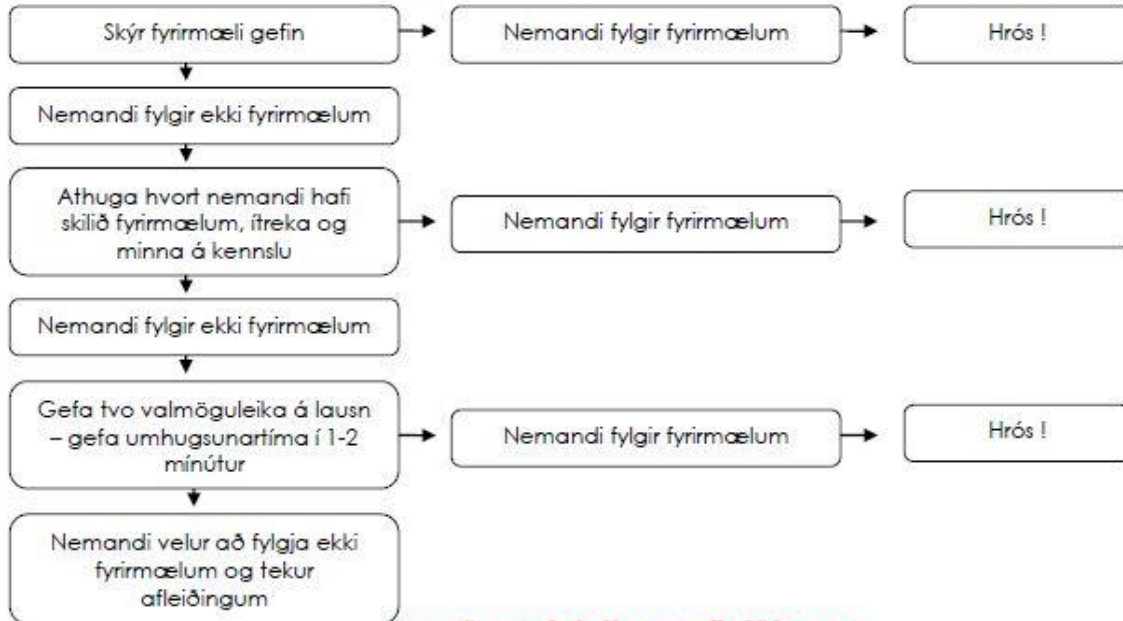 Skýr fyrirmæli gefin
Nemandi fylgir fyrirmælum
Hrós !
Nemandi fylgir ekki fyrirmælum
Athuga hvort nemandi hafi
skilið fyrirmælum, ítreka og
minna á kennslu
Nemandi fylgir fyrirmælum
Hrós !
Nemandi fylgir ekki fyrirmælum
Gefa tvo valmöguleika á lausn
– gefa umhugsunartíma í 1-2
mínútur
Nemandi fylgir fyrirmælum
Hrós !
Nemandi velur að fylgja ekki
fyrirmælum og tekur
afleiðingum